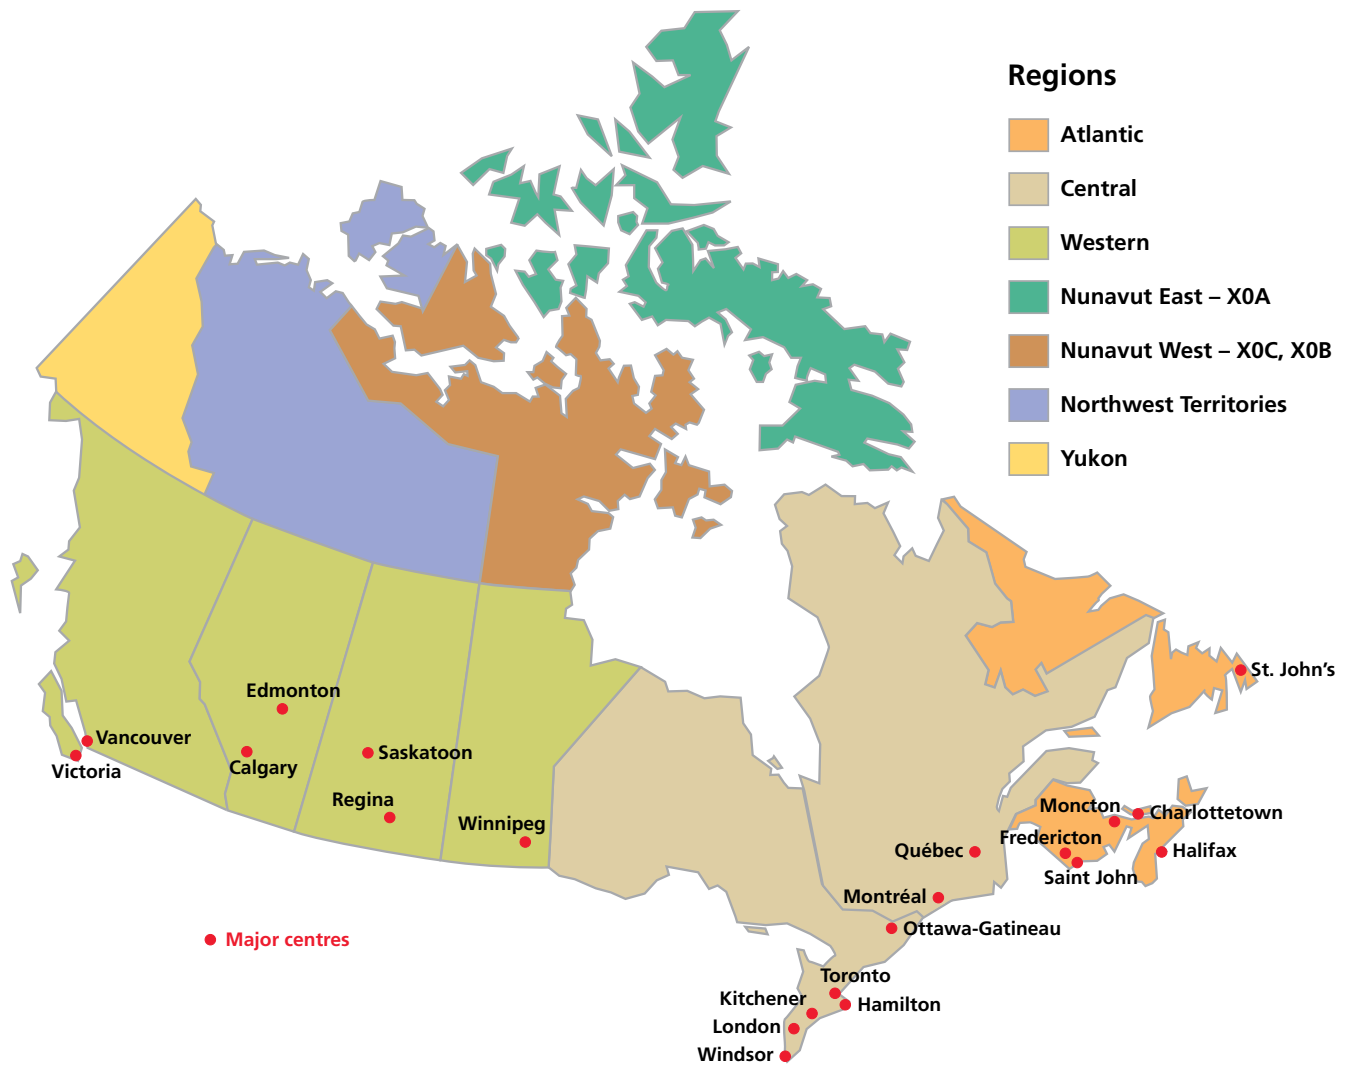 Regions
Atlantic
Central
Western
Nunavut East – X0A
Nunavut West – X0C, X0B
Northwest Territories
Yukon
St. John's
Edmonton
Vancouver
Victoria
Calgary
Saskatoon
Regina
Winnipeg
Moncton
Charlottetown
Fredericton
Québec
Halifax
Saint John
Montréal
Ottawa-Gatineau
Major centres
Toronto
Kitchener
Hamilton
London
Windsor